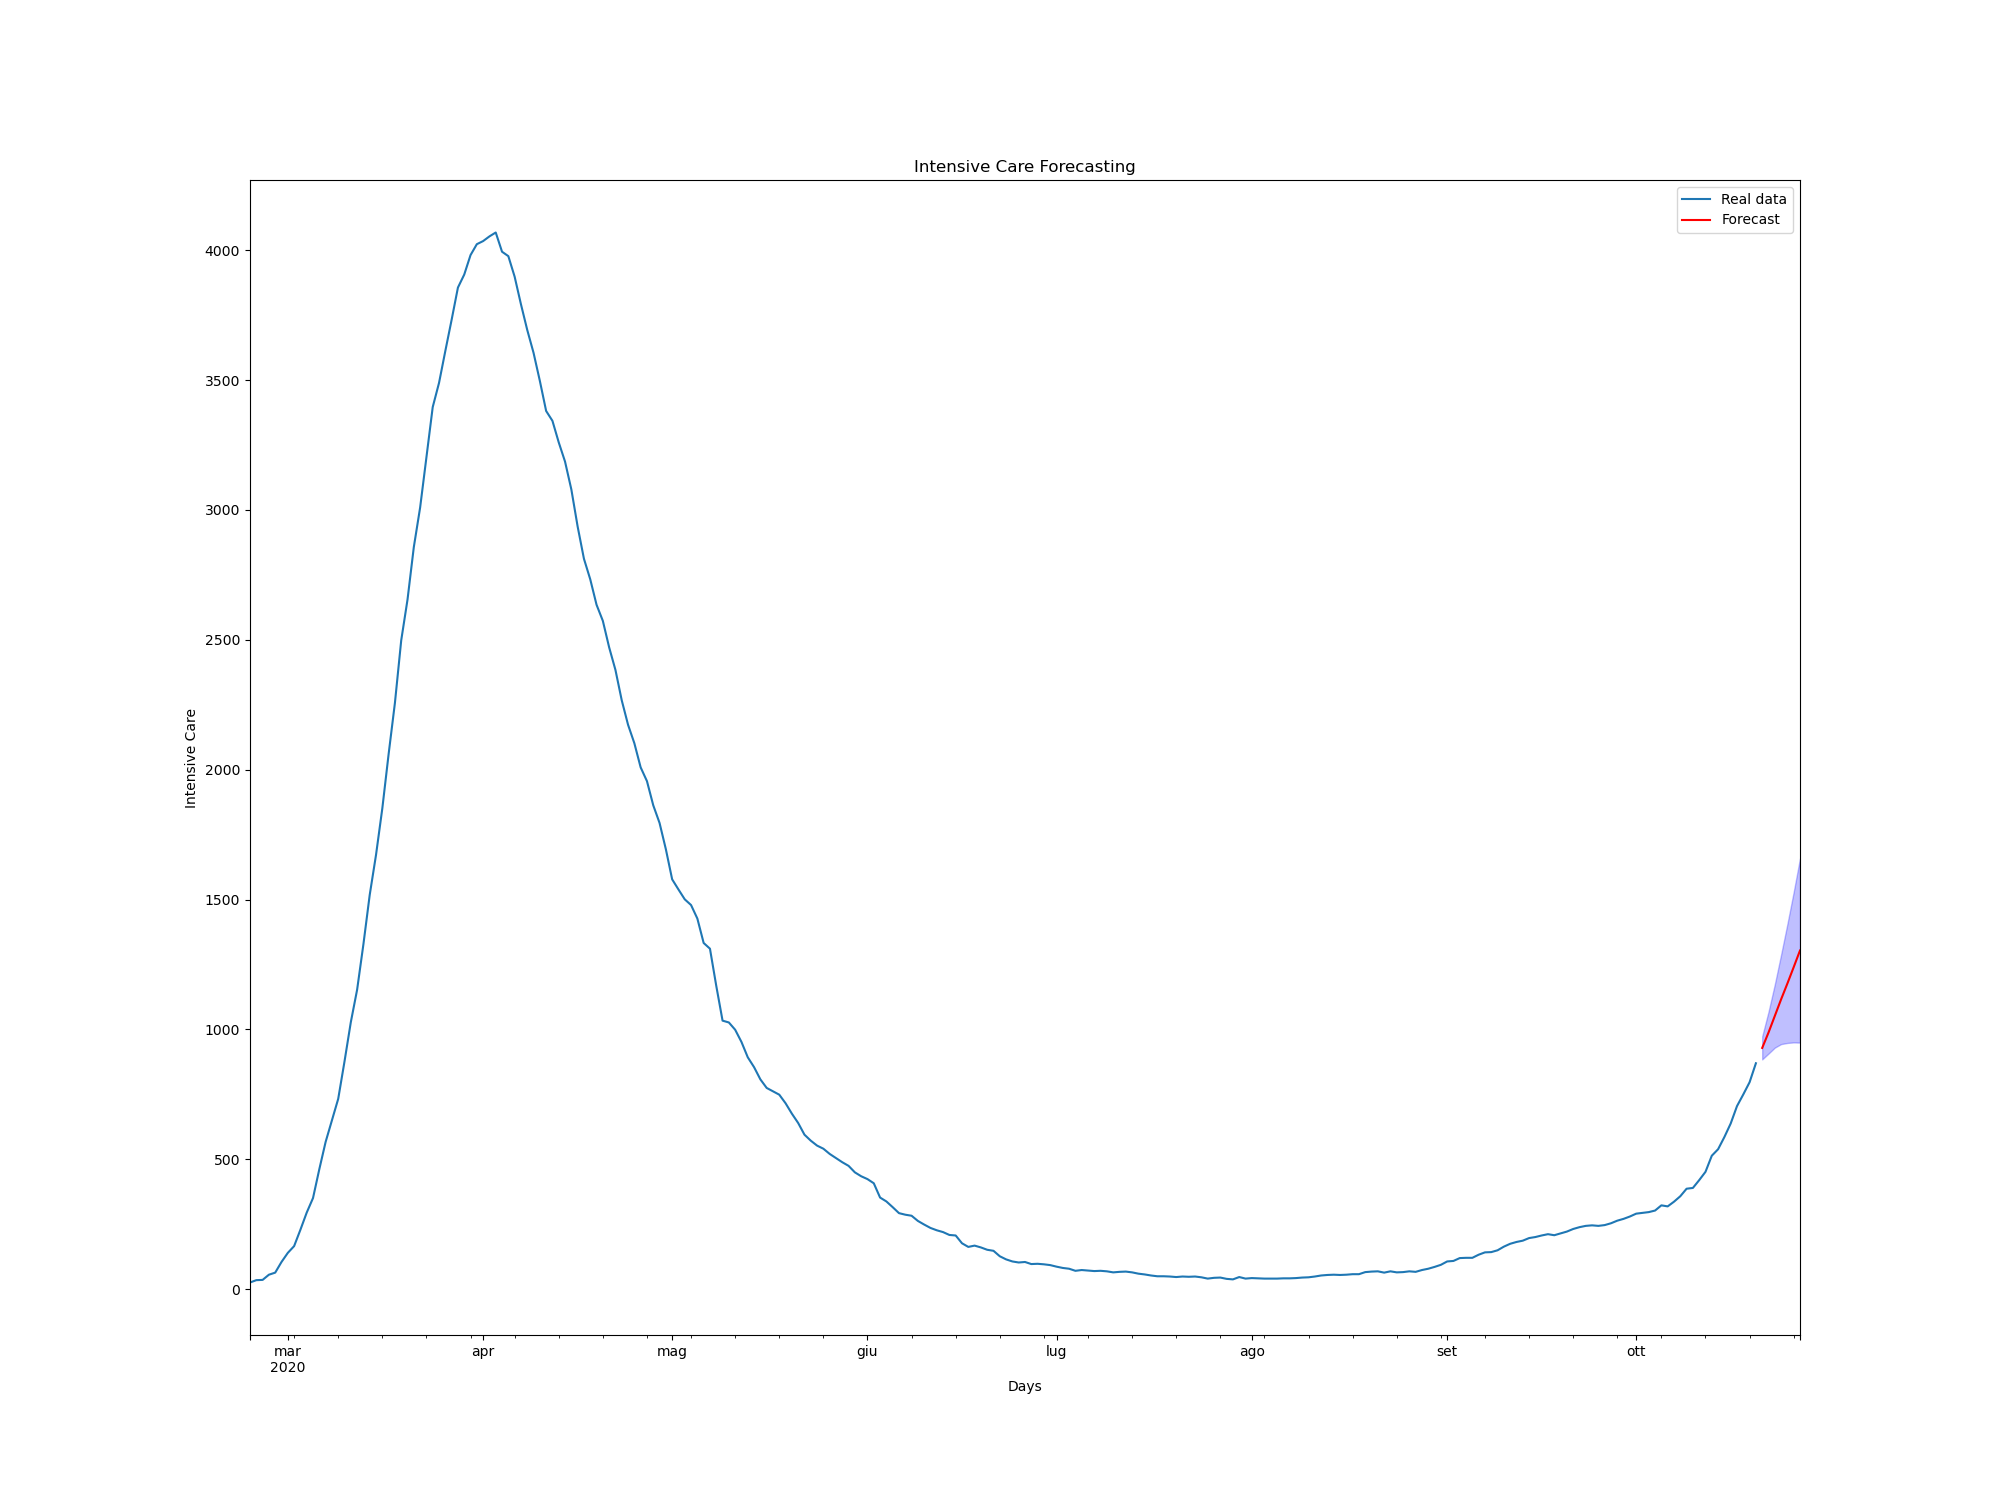 Intensive Care Forecasting
Real data
Forecast
4000
3500
3000
2500
2000
1500
1000
500
0
Intensive Care
mar apr mag giu lug ago set ott
2020
Days